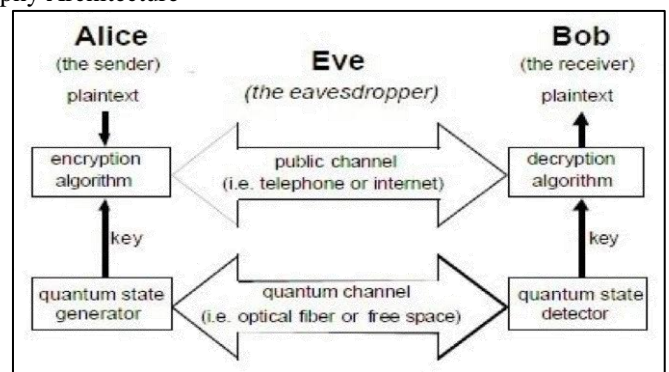 phy Architecture
Alice
(the sender)
plaintext
Eve
(the eavesdropper)
Bob
(the receiver)
plaintext
encryption
algorithm
public channel
(i.e. telephone or internet)
decryption
algorithm
key
key
quantum state
generator
quantum channel
(i.e. optical fiber or free space)
quantum state
detector